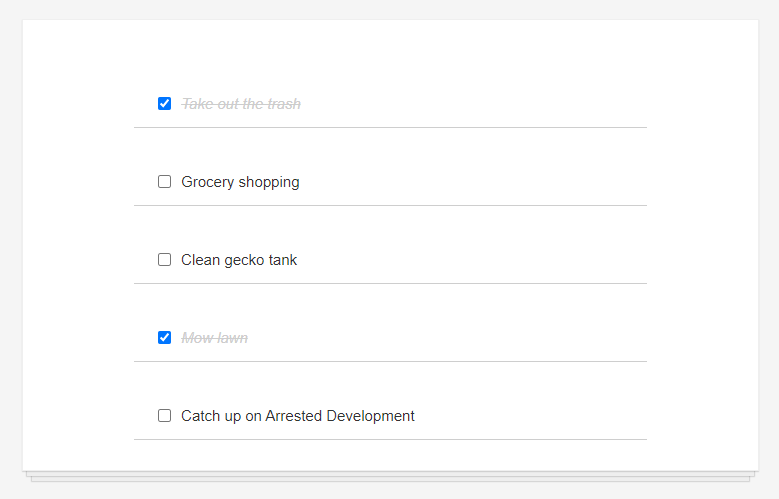 Take out the trash
Grocery shopping
Clean gecko tank
Mow lawn
Catch up on Arrested Development